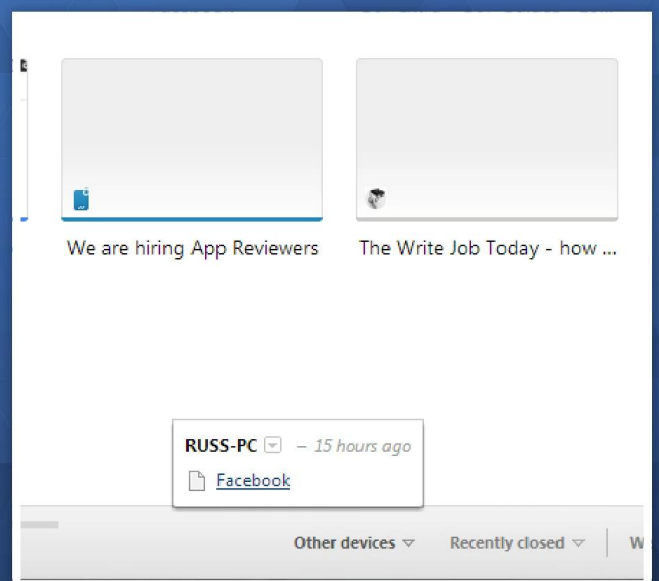 We are hiring App Reviewers
The Write Job Today - how ...
RUSS-PC – 15 hours ago
Facebook
Other devices
Recently closed